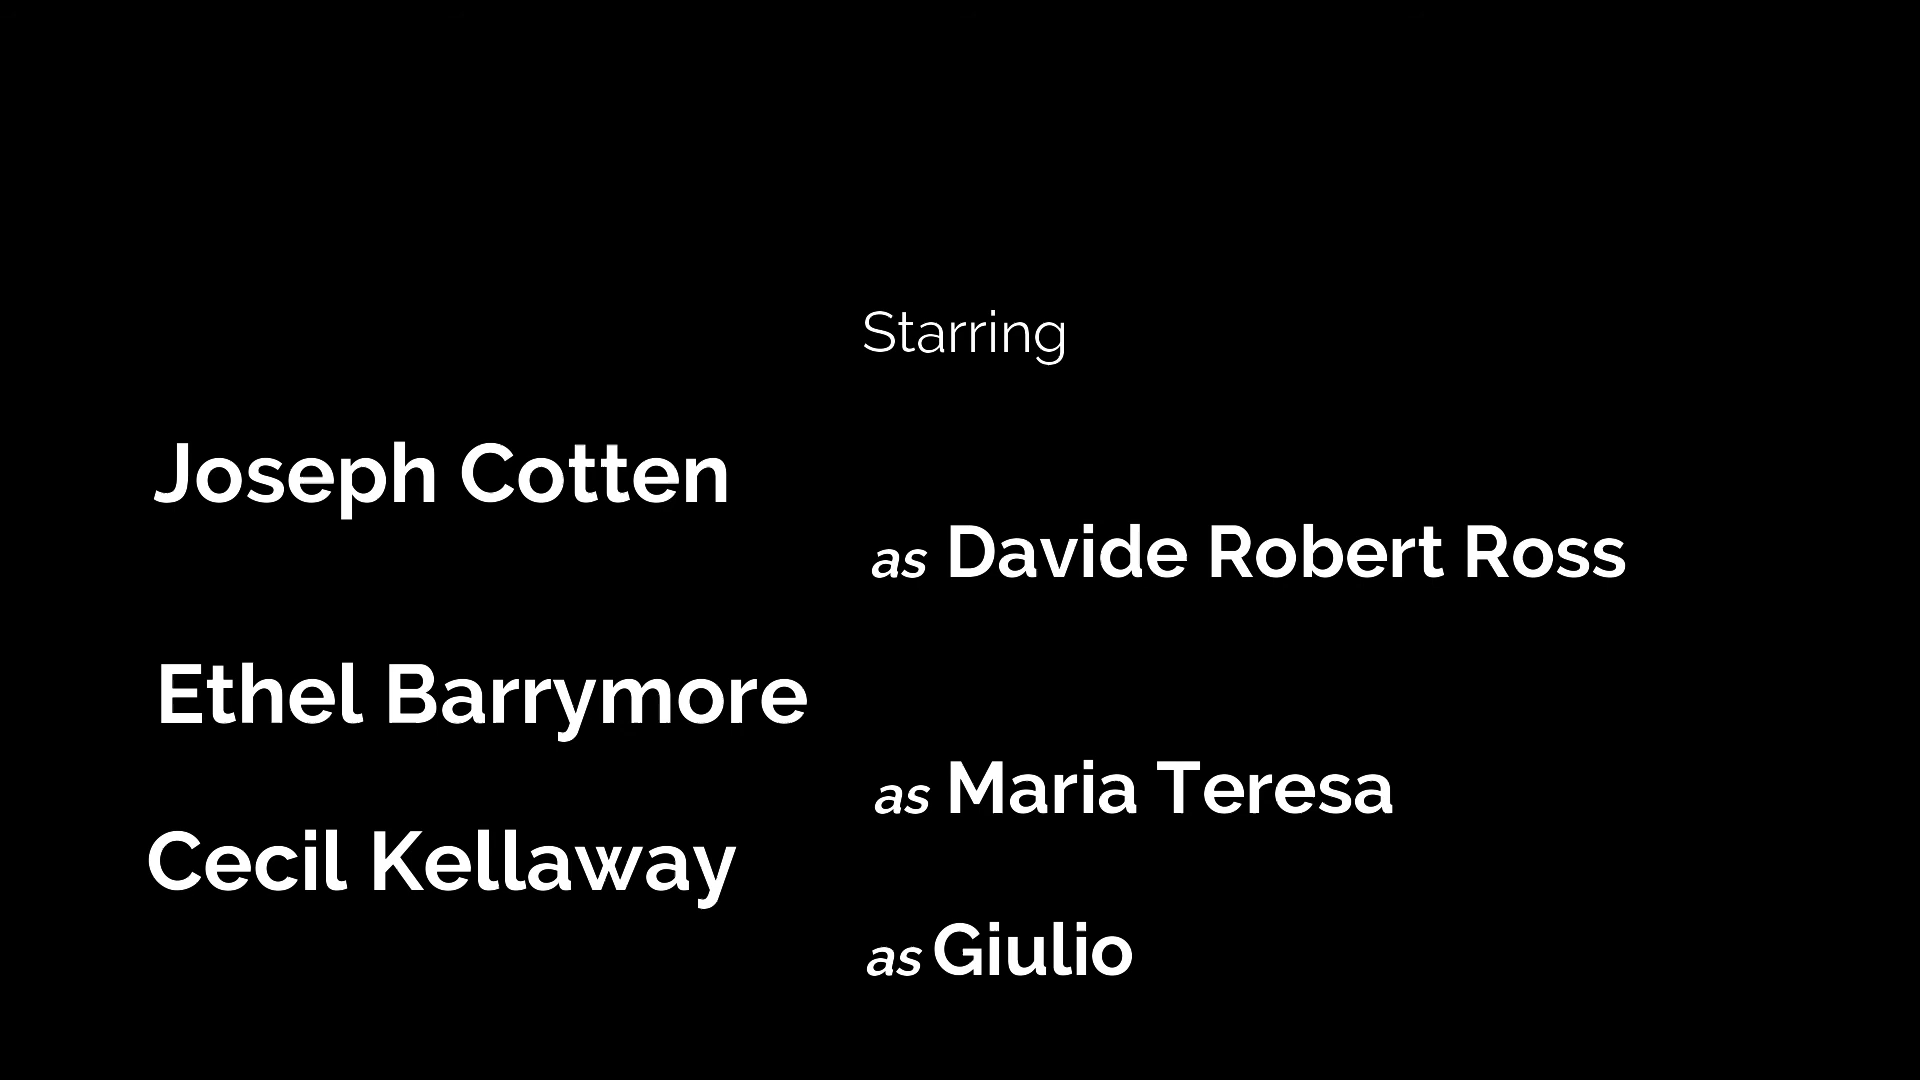 Starring
Joseph Cotten
as Davide Robert Ross
Ethel Barrymore
as Maria Teresa
Cecil Kellaway
as Giulio